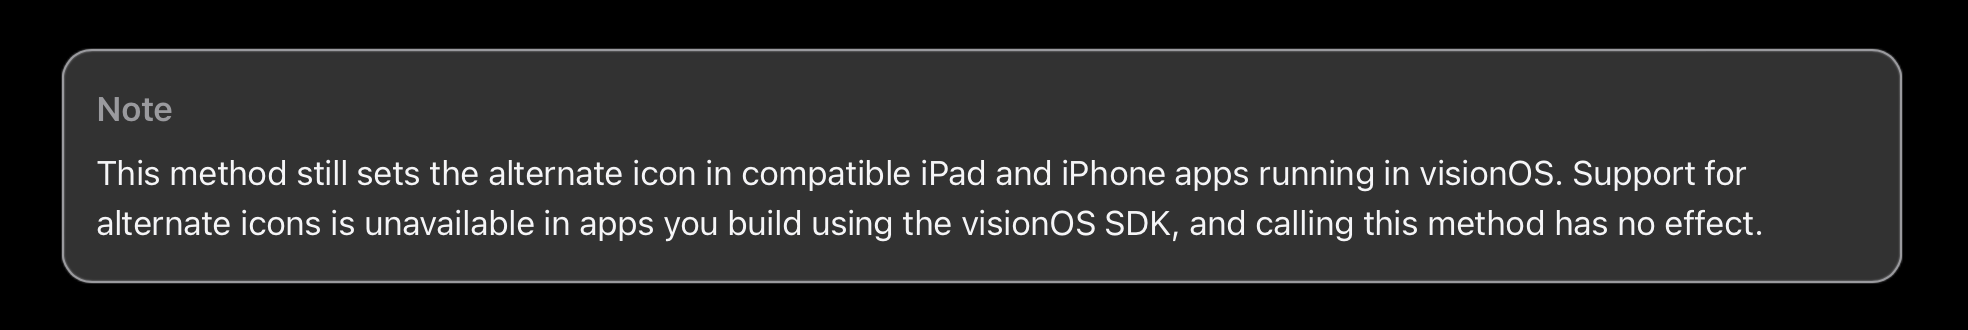 Note
This method still sets the alternate icon in compatible iPad and iPhone apps running in visionOS. Support for
alternate icons is unavailable in apps you build using the visionOS SDK, and calling this method has no effect.